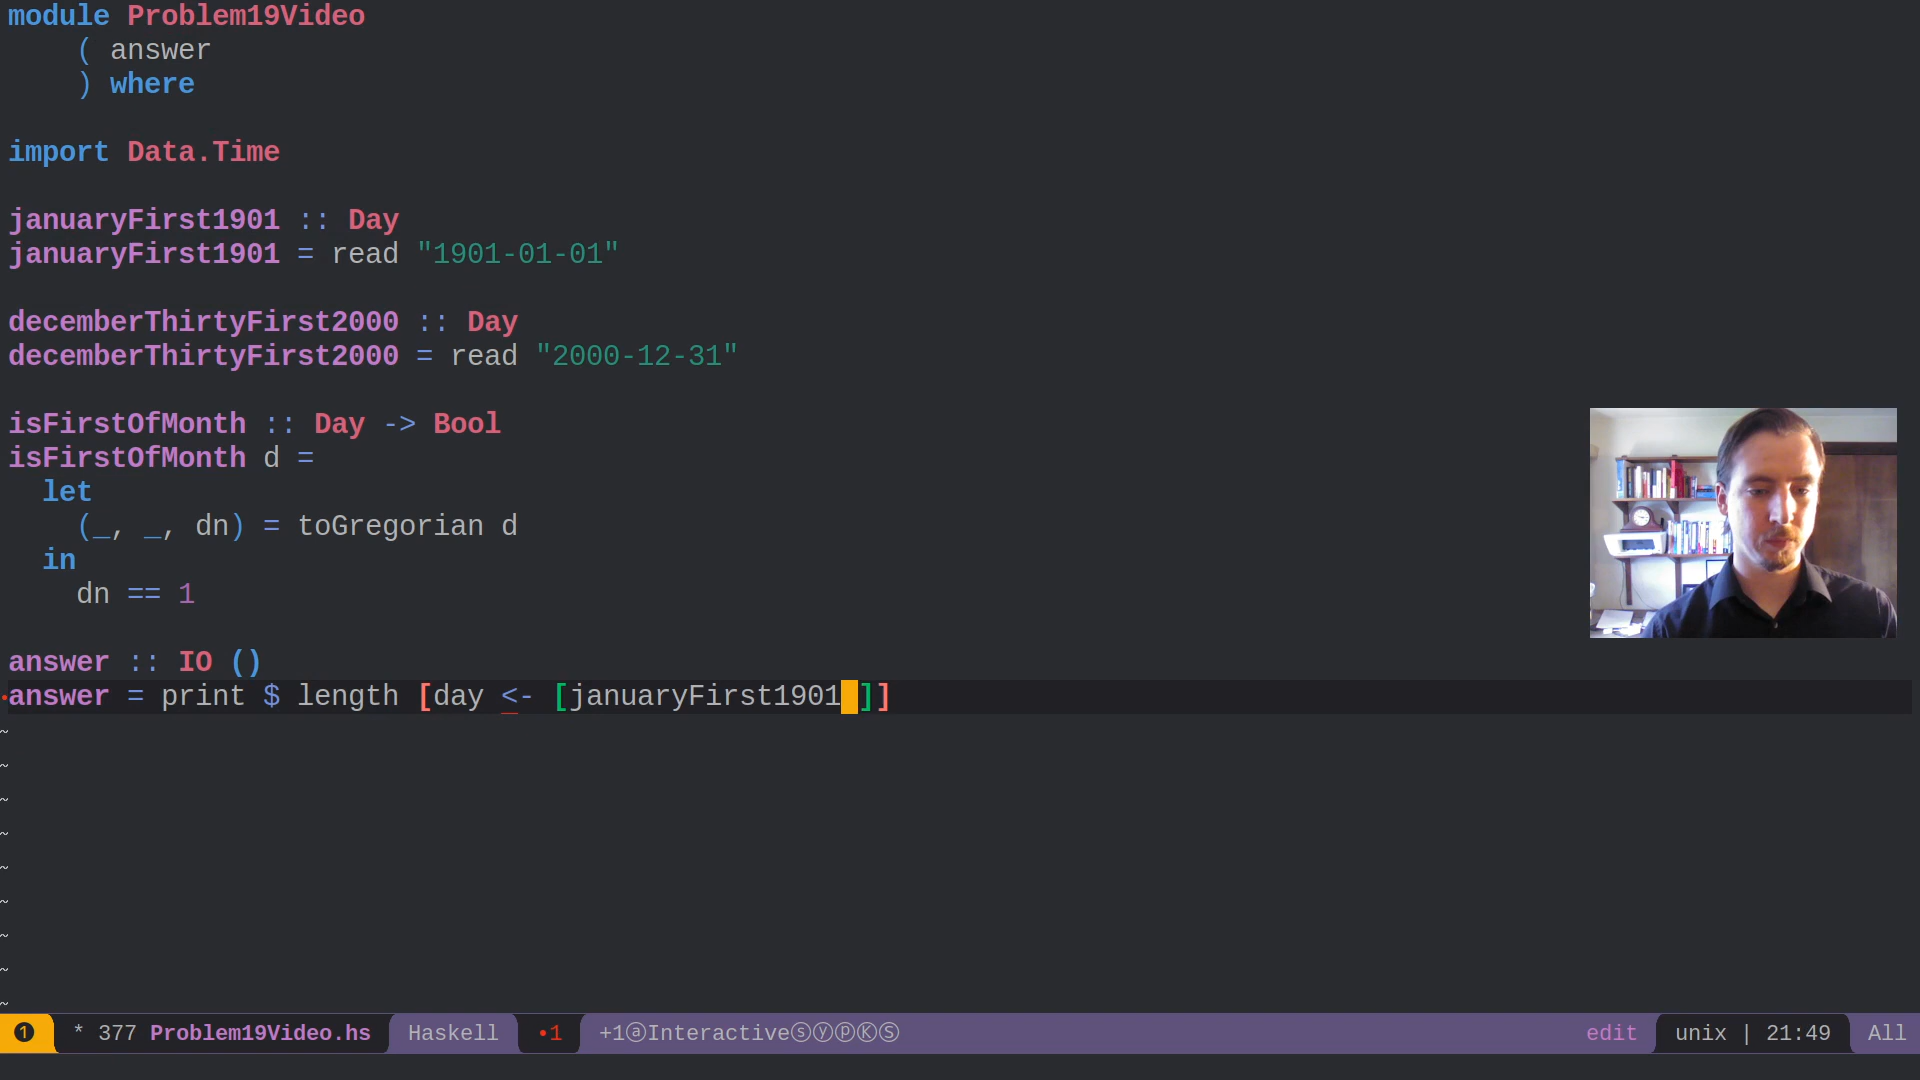 module Problem19Video
    ( answer
    ) where

import Data.Time

januaryFirst1901 :: Day
januaryFirst1901 = read "1901-01-01"

decemberThirtyFirst2000 :: Day
decemberThirtyFirst2000 = read "2000-12-31"

isFirstOfMonth :: Day -> Bool
isFirstOfMonth d =
  let
    (_, _, dn) = toGregorian d
  in
    dn == 1

answer :: IO ()
answer = print $ length [day <- [januaryFirst1901 ]]
~
~
~
~
~
~
~
~
~
❶ * 377 Problem19Video.hs Haskell •1 +1ⓐInteractiveⓢⓨⓟⓀⓈ edit unix | 21:49 All